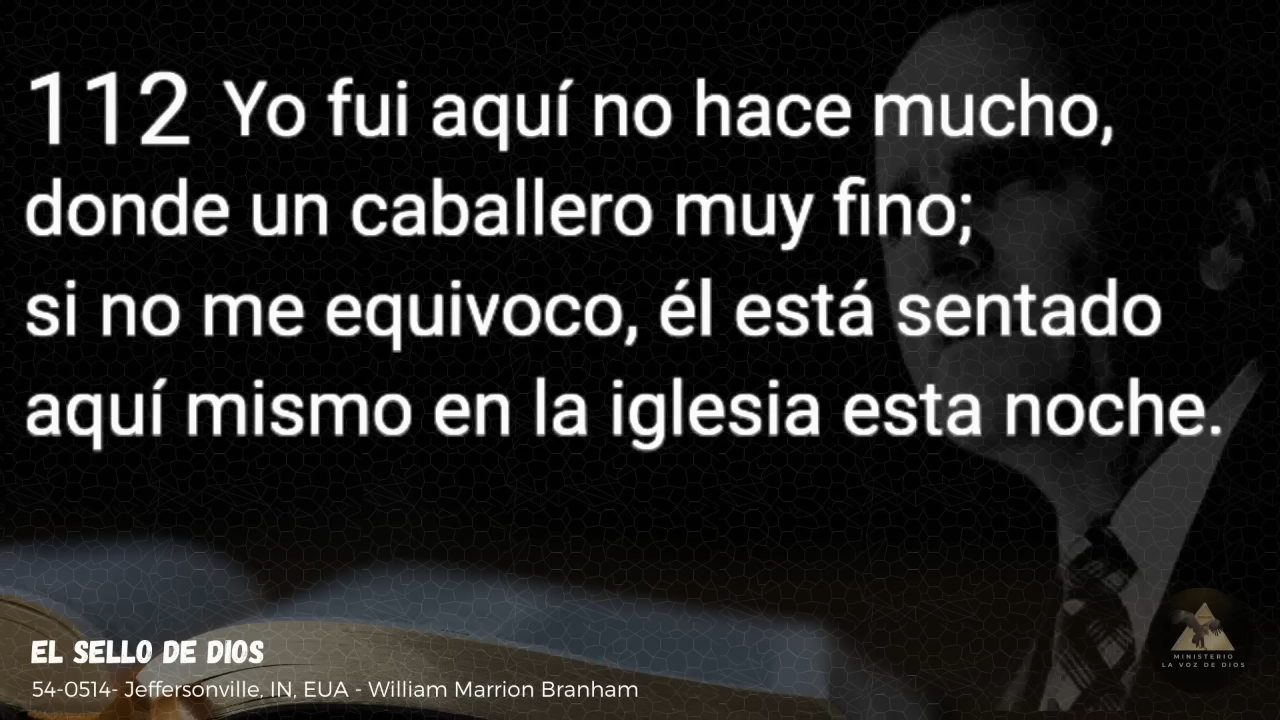 112 Yo fui aquí no hace mucho,
donde un caballero muy fino;
si no me equivoco, él está sentado
aquí mismo en la iglesia esta noche.
EL SELLO DE DIOS
54-0514- Jeffersonville, IN, EUA - William Marrion Branham
MINISTERIO
LA VOZ DE DIOS